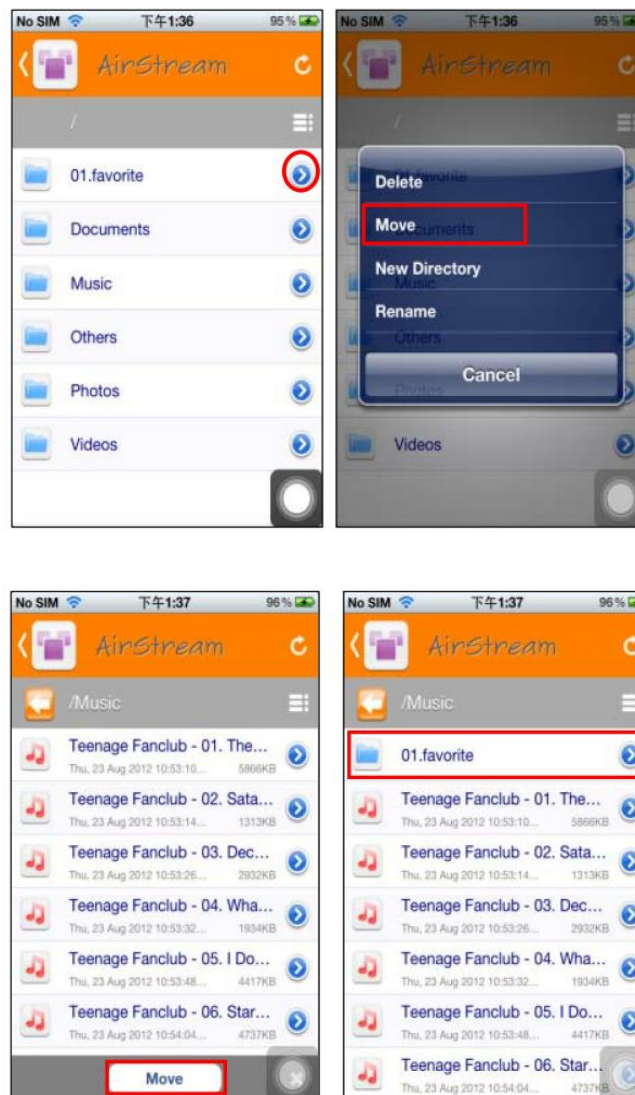 No SIM 下午1:36 95%
AirStream
/
01.favorite
Documents
Music
Others
Photos
Videos
No SIM 下午1:36 95%
AirStream
/
01.favorite
Delete
Documents
Move
New Directory
Music
Rename
Others
Cancel
Photos
Videos
No SIM 下午1:37 96%
AirStream
/Music
Teenage Fanclub - 01. The...
Thu, 23 Aug 2012 10:53:10... 5866KB
Teenage Fanclub - 02. Sata...
Thu, 23 Aug 2012 10:53:14... 1313KB
Teenage Fanclub - 03. Dec...
Thu, 23 Aug 2012 10:53:26... 2932KB
Teenage Fanclub - 04. Wha...
Thu, 23 Aug 2012 10:53:32... 1934KB
Teenage Fanclub - 05. I Do...
Thu, 23 Aug 2012 10:53:48... 4417KB
Teenage Fanclub - 06. Star...
Thu, 23 Aug 2012 10:54:04... 4737KB
Move
No SIM 下午1:37 96%
AirStream
/Music
01.favorite
Teenage Fanclub - 01. The...
Thu, 23 Aug 2012 10:53:10... 5866KB
Teenage Fanclub - 02. Sata...
Thu, 23 Aug 2012 10:53:14... 1313KB
Teenage Fanclub - 03. Dec...
Thu, 23 Aug 2012 10:53:26... 2932KB
Teenage Fanclub - 04. Wha...
Thu, 23 Aug 2012 10:53:32... 1934KB
Teenage Fanclub - 05. I Do...
Thu, 23 Aug 2012 10:53:48... 4417KB
Teenage Fanclub - 06. Star...
Thu, 23 Aug 2012 10:54:04... 4737KB